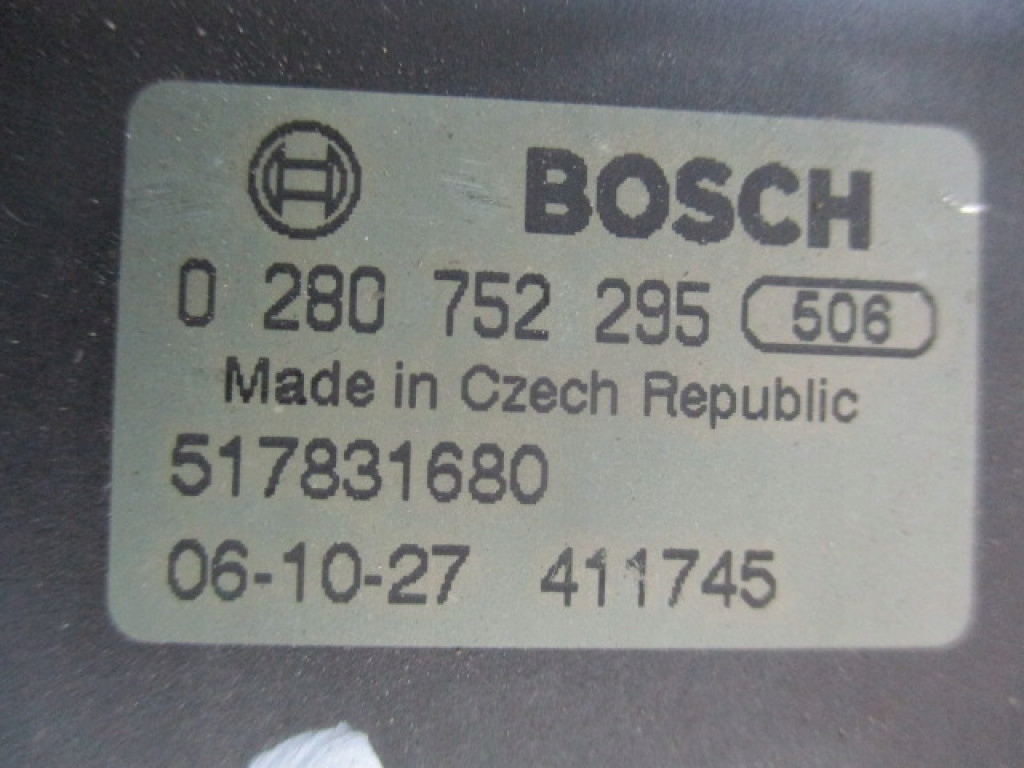 BOSCH
0 280 752 295 506
Made in Czech Republic
517831680
06-10-27 411745